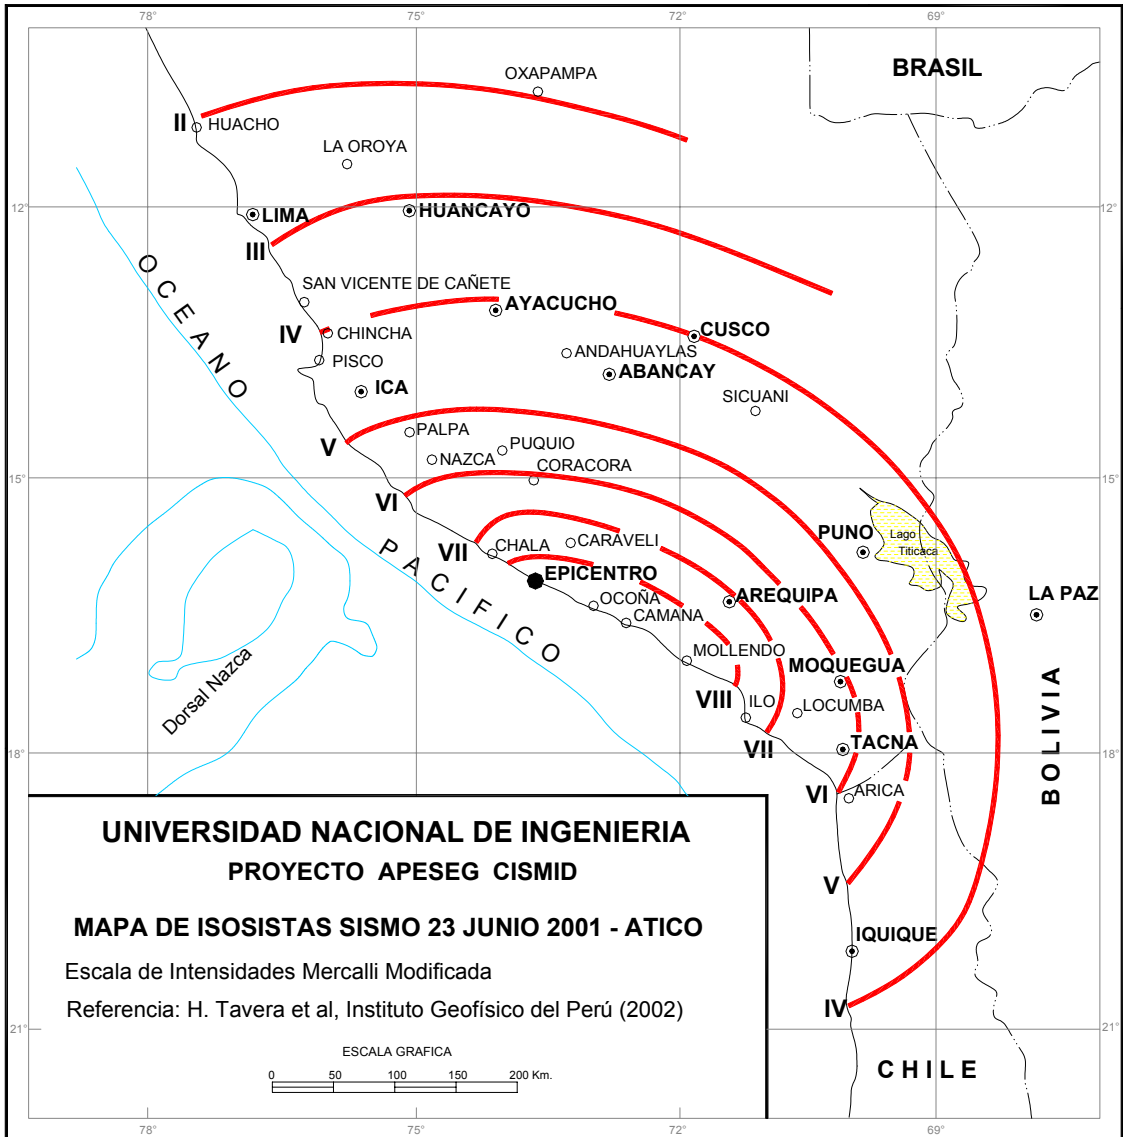 78°
75°
72°
69°
OXAPAMPA
BRASIL
II
HUACHO
LA OROYA
12°
LIMA
HUANCAYO
12°
III
OCEANO
SAN VICENTE DE CAÑETE
AYACUCHO
IV
CHINCHA
CUSCO
PISCO
ANDAHUAYLAS
ABANCAY
ICA
SICUANI
V
PALPA
PUQUIO
NAZCA
CORACORA
15°
15°
VI
PUNO
Lago
Titicaca
VII
CHALA
CARAVELI
PACIFICO
EPICENTRO
AREQUIPA
LA PAZ
OCOÑA
CAMANA
MOLLENDO
MOQUEGUA
BOLIVIA
Dorsal Nazca
VIII
ILO
LOCUMBA
VII
TACNA
18°
18°
VI
ARICA
V
IQUIQUE
IV
21°
21°
CHILE
UNIVERSIDAD NACIONAL DE INGENIERIA
PROYECTO APESEG CISMID
MAPA DE ISOSISTAS SISMO 23 JUNIO 2001 - ATICO
Escala de Intensidades Mercalli Modificada
Referencia: H. Tavera et al, Instituto Geofísico del Perú (2002)
ESCALA GRAFICA
0 50 100 150 200 Km.
78°
75°
72°
69°